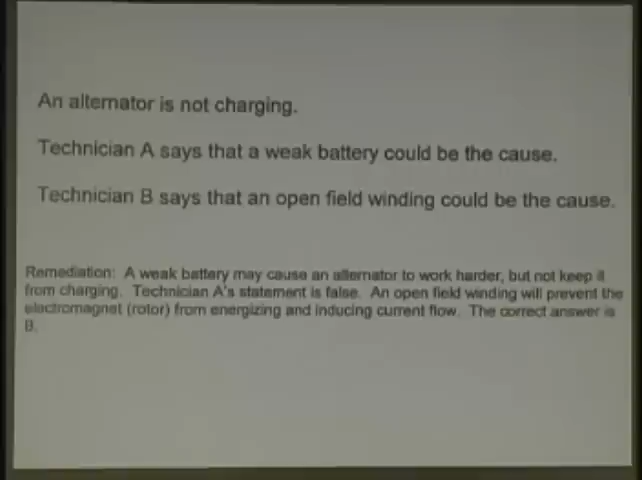 An alternator is not charging.
Technician A says that a weak battery could be the cause.
Technician B says that an open field winding could be the cause.
Remediation: A weak battery may cause an alternator to work harder, but not keep it
from charging. Technician A's statement is false. An open field winding will prevent the
electromagnet (rotor) from energizing and inducing current flow. The correct answer is
B.